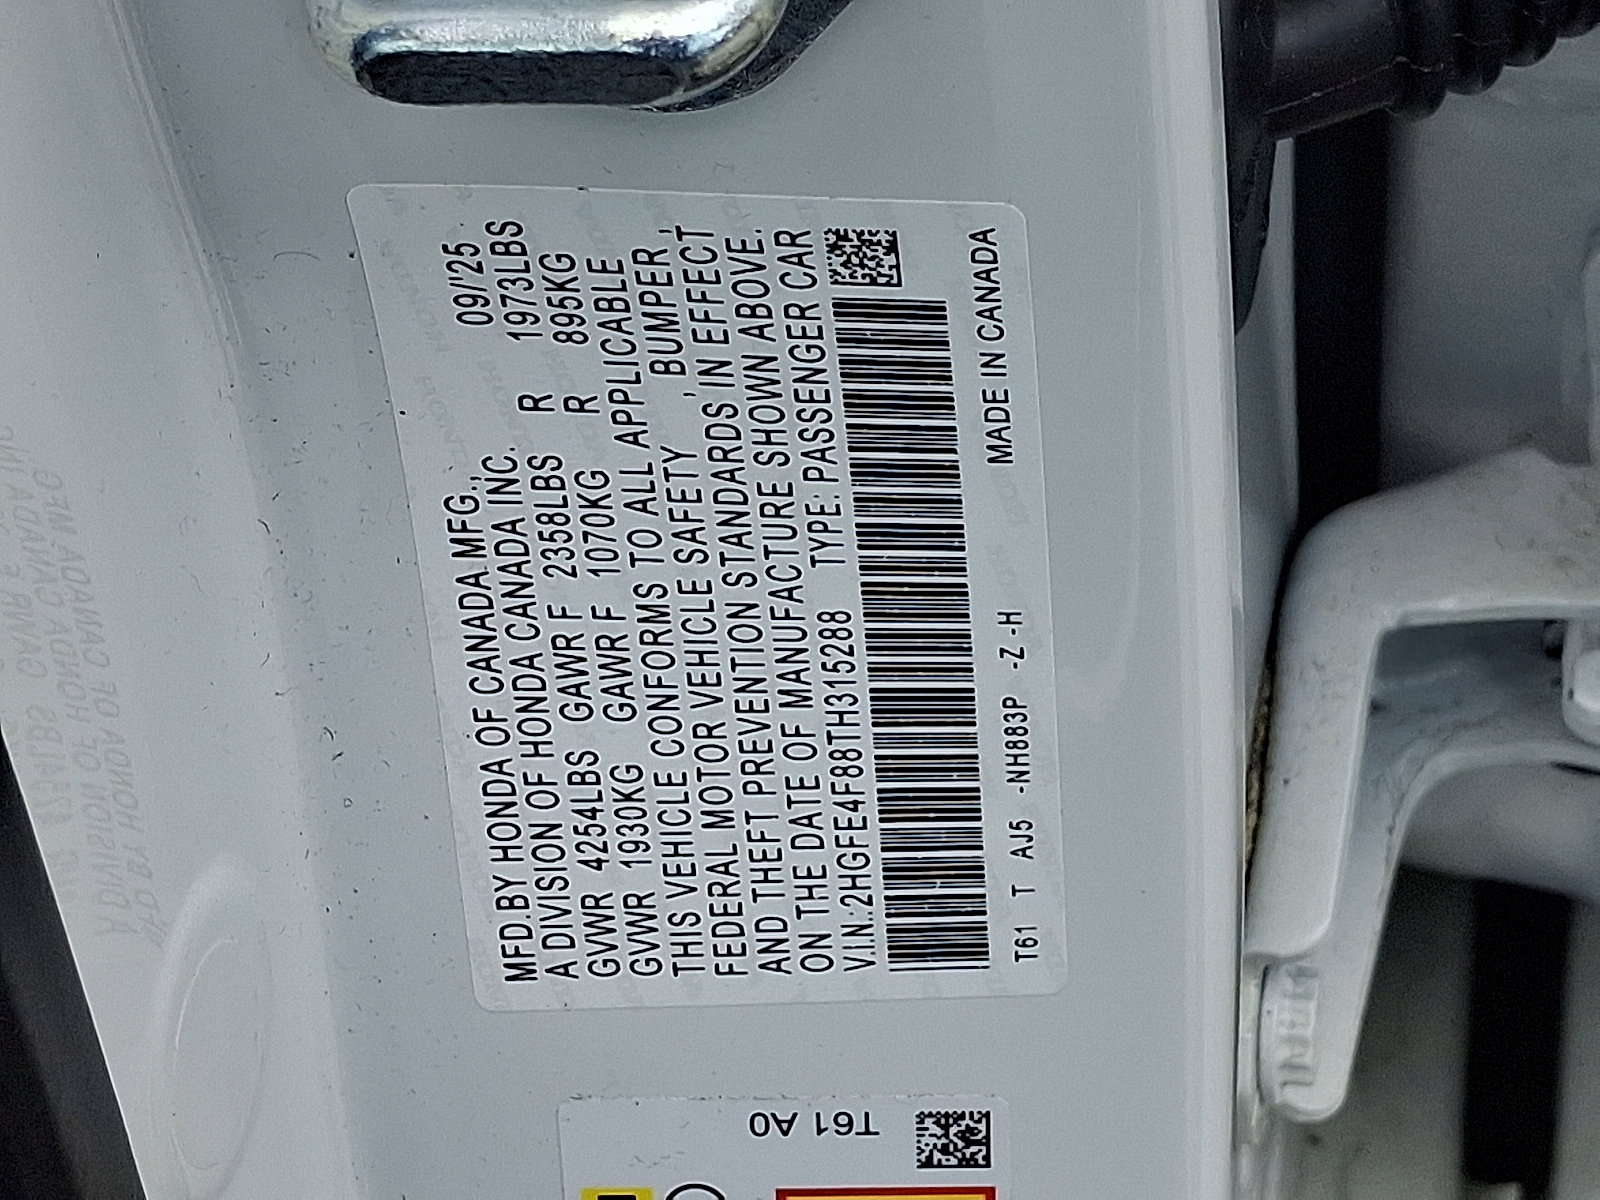 MFD.BY HONDA OF CANADA MFG., 09/'25
A DIVISION OF HONDA CANADA INC.
GVWR 4254LBS GAWR F 2358LBS R 1973LBS
GVWR 1930KG GAWR F 1070KG R 895KG
THIS VEHICLE CONFORMS TO ALL APPLICABLE
FEDERAL MOTOR VEHICLE SAFETY , BUMPER ,
AND THEFT PREVENTION STANDARDS IN EFFECT
ON THE DATE OF MANUFACTURE SHOWN ABOVE.
V.I.N.:2HGFE4F88TH315288 TYPE: PASSENGER CAR
T61 T AJ5 -NH883P -Z -H MADE IN CANADA
T61 A0